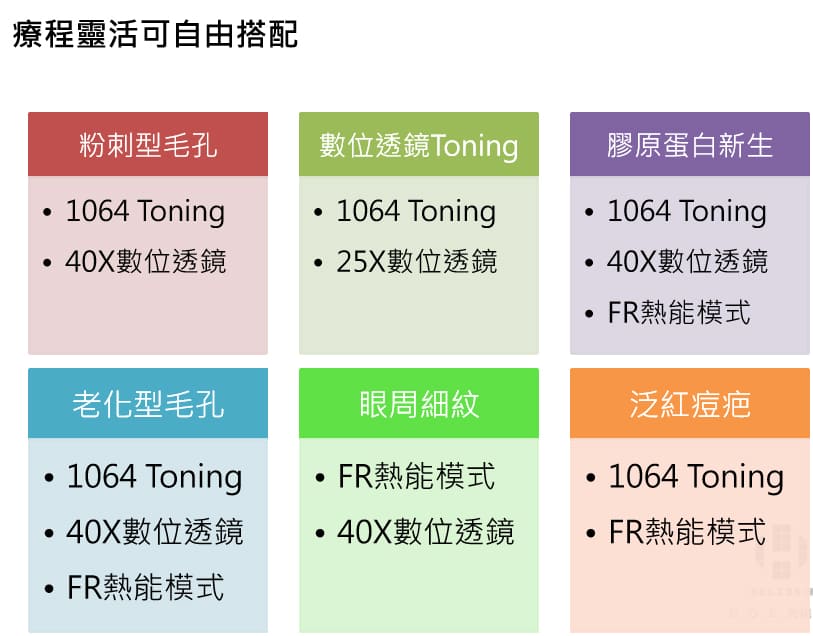 療程靈活可自由搭配
粉刺型毛孔
• 1064 Toning
• 40X數位透鏡
數位透鏡Toning
• 1064 Toning
• 25X數位透鏡
膠原蛋白新生
• 1064 Toning
• 40X數位透鏡
• FR熱能模式
老化型毛孔
• 1064 Toning
• 40X數位透鏡
• FR熱能模式
眼周細紋
• FR熱能模式
• 40X數位透鏡
泛紅痘疤
• 1064 Toning
• FR熱能模式